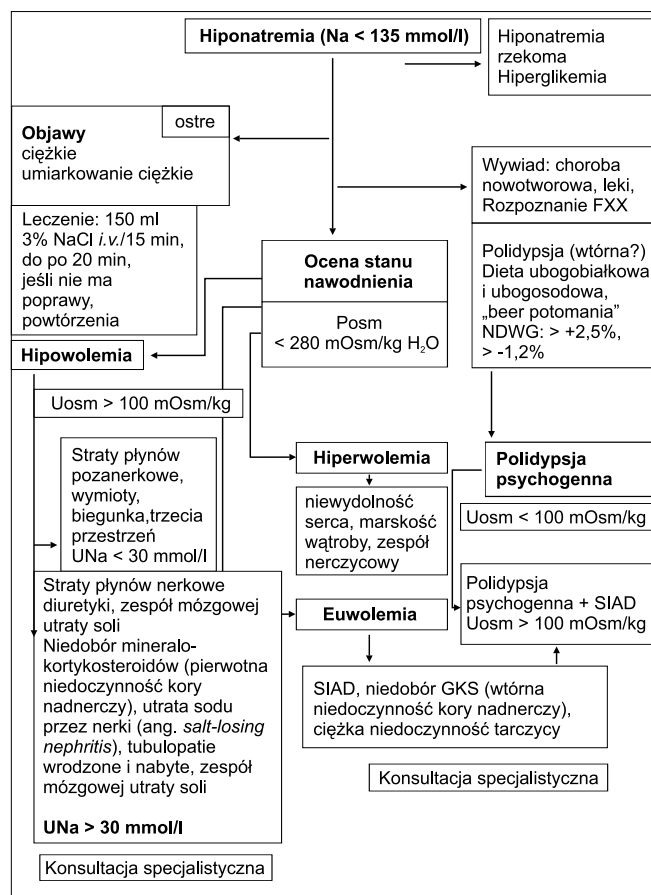 Hiponatremia (Na < 135 mmol/l)
Hiponatremia
rzekoma
Hiperglikemia
ostre
Objawy
ciężkie
umiarkowanie ciężkie
Leczenie: 150 ml
3% NaCl i.v./15 min,
do po 20 min,
jeśli nie ma
poprawy,
powtórzenia
Wywiad: choroba
nowotworowa, leki,
Rozpoznanie FXX
Polidypsja (wtórna?)
Dieta ubogobiałkowa
i ubogosodowa,
„beer potomania”
NDWG: > +2,5%,
> -1,2%
Ocena stanu
nawodnienia
Posm
< 280 mOsm/kg H₂O
Hipowolemia
Uosm > 100 mOsm/kg
Straty płynów
pozanerkowe,
wymioty,
biegunka,trzecia
przestrzeń
UNa < 30 mmol/l
Hiperwolemia
niewydolność
serca, marskość
wątroby, zespół
nerczycowy
Polidypsja
psychogenna
Uosm < 100 mOsm/kg
Straty płynów nerkowe
diuretyki, zespół mózgowej
utraty soli
Niedobór mineralo-
kortykosteroidów (pierwotna
niedoczynność kory
nadnerczy), utrata sodu
przez nerki (ang. salt-losing
nephritis), tubulopatie
wrodzone i nabyte, zespół
mózgowej utraty soli
UNa > 30 mmol/l
Euwolemia
Polidypsja
psychogenna + SIAD
Uosm > 100 mOsm/kg
SIAD, niedobór GKS (wtórna
niedoczynność kory nadnerczy),
ciężka niedoczynność tarczycy
Konsultacja specjalistyczna
Konsultacja specjalistyczna